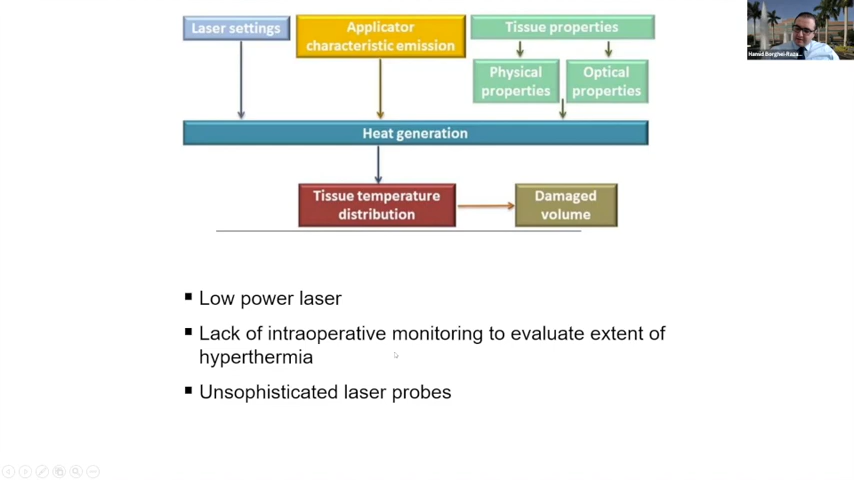 Laser settings
Applicator
characteristic emission
Tissue properties
Physical
properties
Optical
properties
Heat generation
Tissue temperature
distribution
Damaged
volume
Low power laser
Lack of intraoperative monitoring to evaluate extent of
hyperthermia
Unsophisticated laser probes